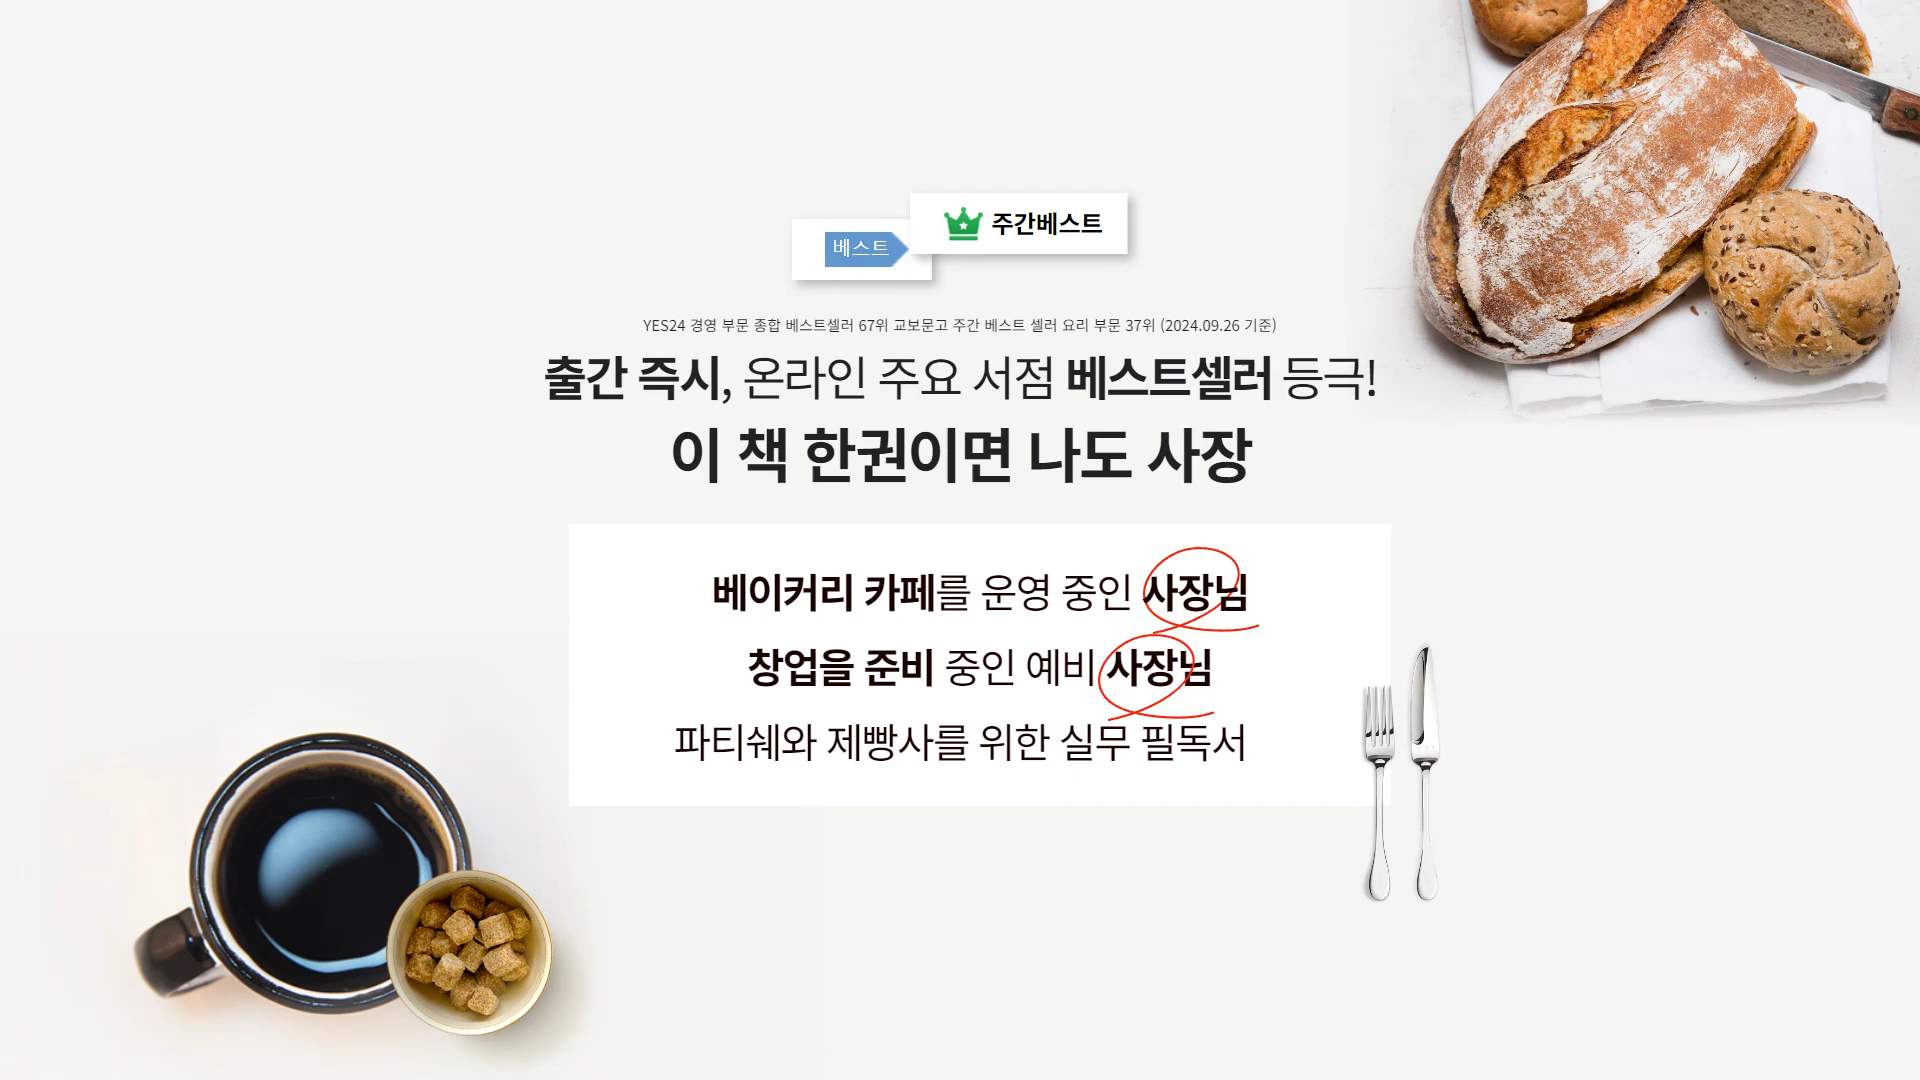 베스트
주간베스트
YES24 경영 부문 종합 베스트셀러 67위 교보문고 주간 베스트 셀러 요리 부문 37위 (2024.09.26 기준)
출간 즉시, 온라인 주요 서점 베스트셀러 등극!
이 책 한권이면 나도 사장
베이커리 카페를 운영 중인 사장님
창업을 준비 중인 예비 사장님
파티쉐와 제빵사를 위한 실무 필독서